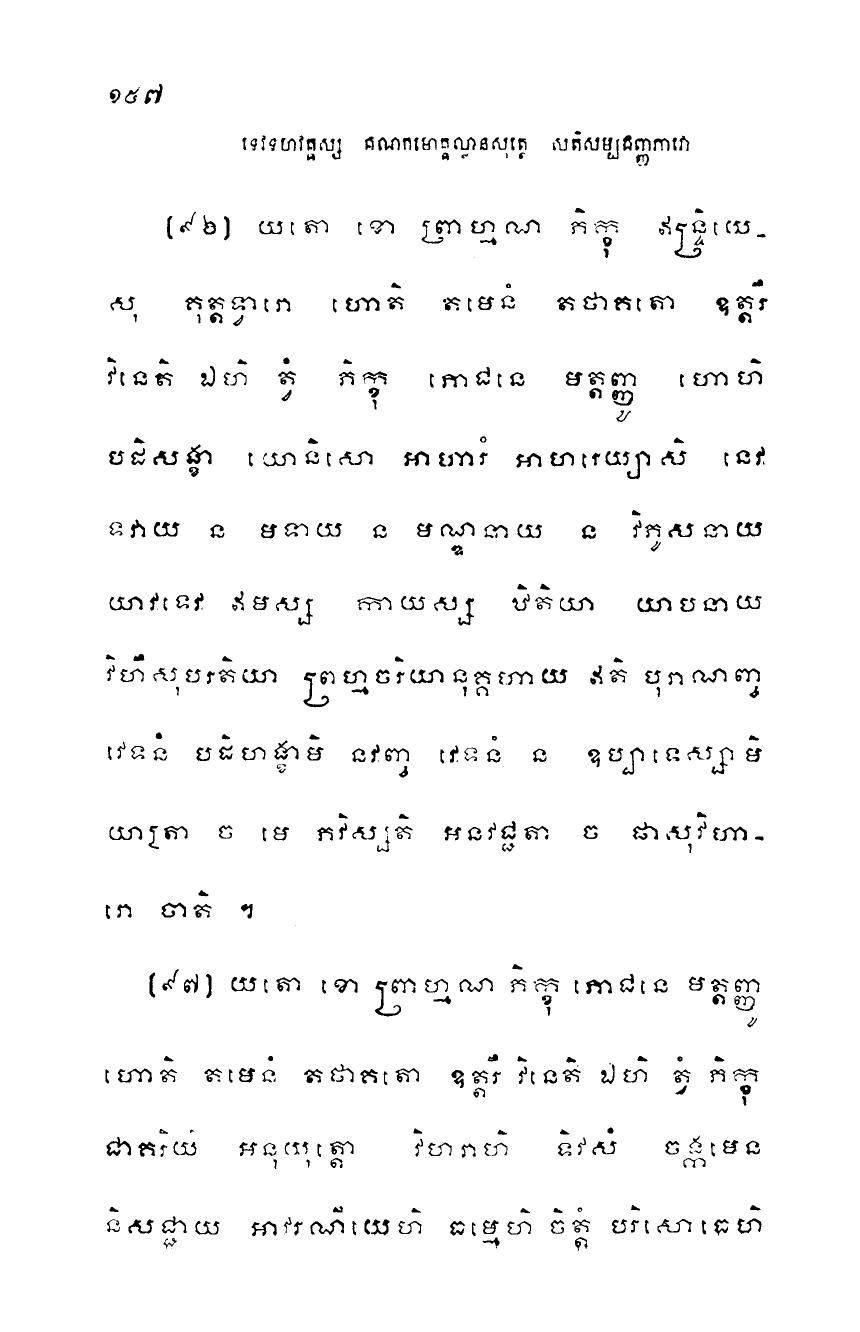 ១៥៧
ទេវទហវគ្គស្ស គណកមោគ្គល្លានសុត្តេ សតិសម្បជញ្ញភាវោ
(៩៦) យតោ ខោ ព្រាហ្មណ ភិក្ខុ ឥន្ទ្រិយេ-
សុ គុត្តទ្វារោ ហោតិ តមេនំ តថាគតោ ឧត្តរឹ
វិនេតិ ឯហិ ត្វំ ភិក្ខុ ភោជនេ មត្តញ្ញូ ហោហិ
បដិសង្ខា យោនិសោ អាហារំ អាហរេយ្យាសិ នេវ
ទវាយ ន មទាយ ន មណ្ឌនាយ ន វិភូសនាយ
យាវទេវ ឥមស្ស កាយស្ស ឋិតិយា យាបនាយ
វិហឹសុបរតិយា ព្រហ្មចរិយានុគ្គហាយ ឥតិ បុរាណញ្ច
វេទនំ បដិហង្ខាមិ នវញ្ច វេទនំ ន ឧប្បាទេស្សាមិ
យាត្រា ច មេ ភវិស្សតិ អនវជ្ជតា ច ផាសុវិហា-
រោ ចាតិ ។
(៩៧) យតោ ខោ ព្រាហ្មណ ភិក្ខុ ភោជនេ មត្តញ្ញូ
ហោតិ តមេនំ តថាគតោ ឧត្តរឹ វិនេតិ ឯហិ ត្វំ ភិក្ខុ
ជាគរិយំ អនុយុត្តោ វិហរាហិ ទិវសំ ចង្កមេន
និសជ្ជាយ អាវរណីយេហិ ធម្មេហិ ចិត្តំ បរិសោធេហិ